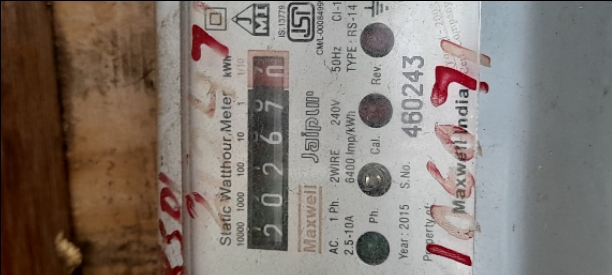 Static Watthour Meter
10000 1000 100 10 1 1/10 kWh
2 0 2 6 7 0
Maxwell Jaipur
AC. 1 Ph. 2WIRE 240V 50Hz
2.5-10A 6400 Imp/kWh TYPE: RS-14
Ph. Cal. Rev.
Year: 2015 S.No. 460243
Property of
Maxwell India
IS:13779